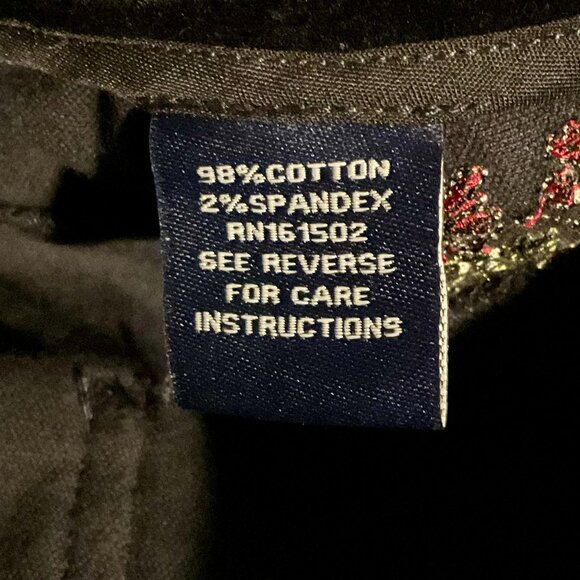 98%COTTON
2%SPANDEX
RN161502
SEE REVERSE
FOR CARE
INSTRUCTIONS